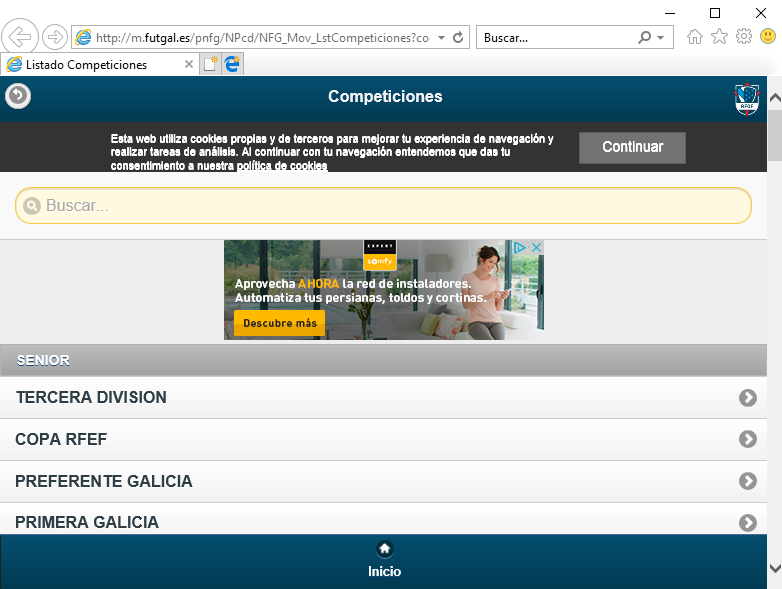 http://m.futgal.es/pnfg/NPcd/NFG_Mov_LstCompeticiones?co
Buscar...
Listado Competiciones
Competiciones
RFGF
Esta web utiliza cookies propias y de terceros para mejorar tu experiencia de navegación y
realizar tareas de análisis. Al continuar con tu navegación entendemos que das tu
consentimiento a nuestra política de cookies
Continuar
Buscar...
EXPERT
somfy.
Aprovecha AHORA la red de instaladores.
Automatiza tus persianas, toldos y cortinas.
Descubre más
SENIOR
TERCERA DIVISION
COPA RFEF
PREFERENTE GALICIA
PRIMERA GALICIA
Inicio